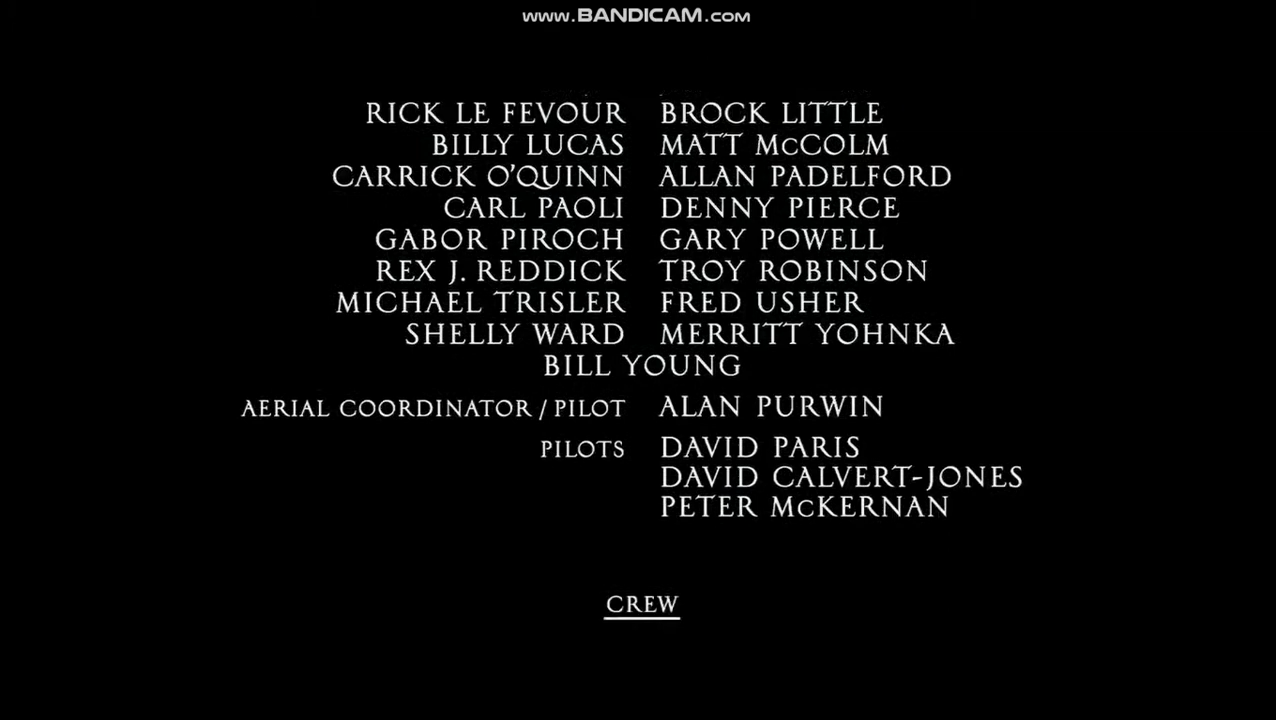 www.BANDICAM.com
RICK LE FEVOUR BROCK LITTLE
BILLY LUCAS MATT McCOLM
CARRICK O'QUINN ALLAN PADELFORD
CARL PAOLI DENNY PIERCE
GABOR PIROCH GARY POWELL
REX J. REDDICK TROY ROBINSON
MICHAEL TRISLER FRED USHER
SHELLY WARD MERRITT YOHNKA
BILL YOUNG
AERIAL COORDINATOR / PILOT ALAN PURWIN
PILOTS DAVID PARIS
DAVID CALVERT-JONES
PETER McKERNAN
CREW